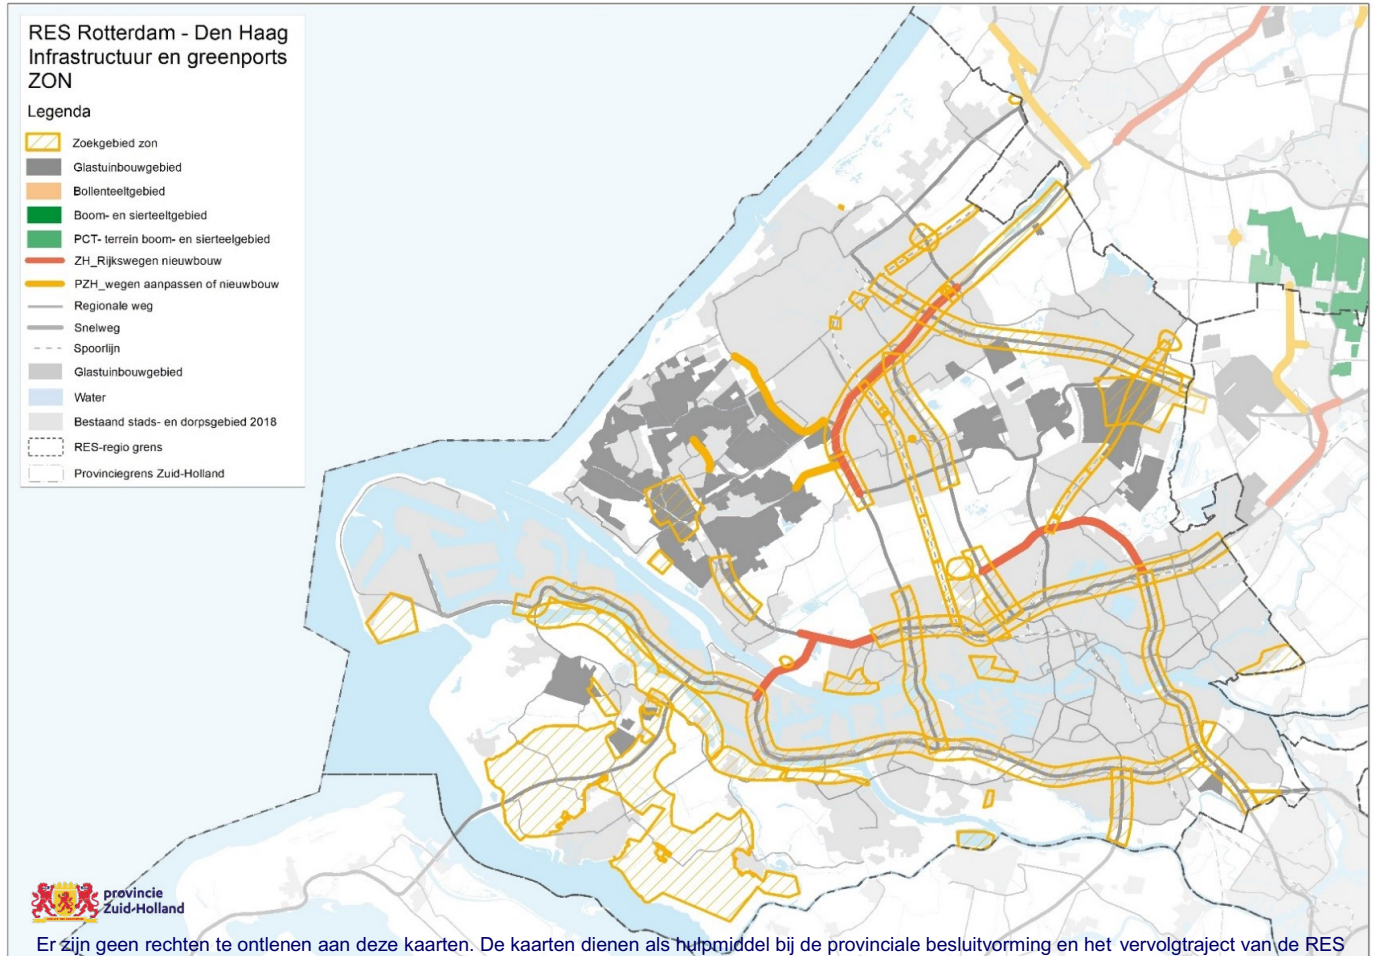 RES Rotterdam - Den Haag
Infrastructuur en greenports
ZON
Legenda
Zoekgebied zon
Glastuinbouwgebied
Bollenteeltgebied
Boom- en sierteeltgebied
PCT- terrein boom- en sierteelgebied
ZH_Rijkswegen nieuwbouw
PZH_wegen aanpassen of nieuwbouw
Regionale weg
Snelweg
Spoorlijn
Glastuinbouwgebied
Water
Bestaand stads- en dorpsgebied 2018
RES-regio grens
Provinciegrens Zuid-Holland
provincie
Zuid-Holland
Er zijn geen rechten te ontlenen aan deze kaarten. De kaarten dienen als hulpmiddel bij de provinciale besluitvorming en het vervolgtraject van de RES